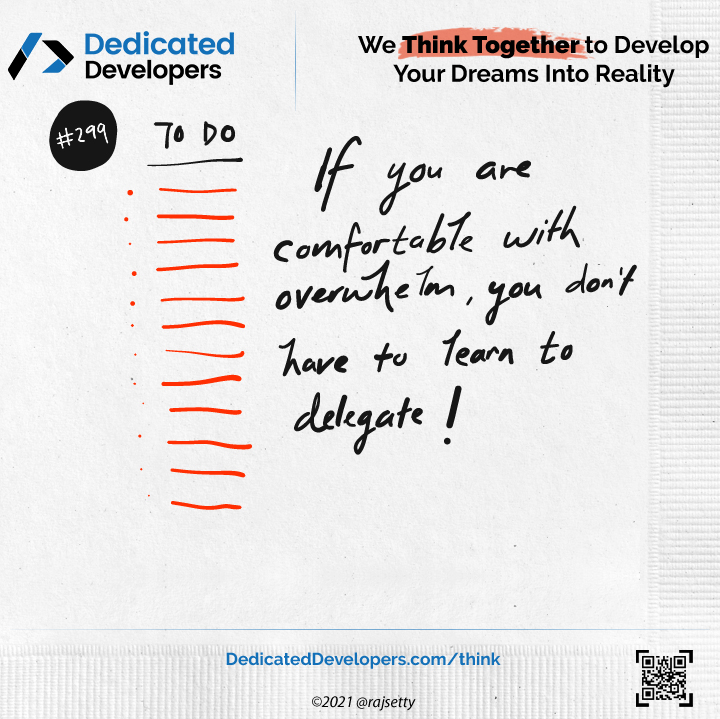 Dedicated
Developers
We Think Together to Develop
Your Dreams Into Reality
#299
TO DO
If you are
comfortable with
overwhelm, you don't
have to learn to
delegate!
DedicatedDevelopers.com/think
©2021 @rajsetty